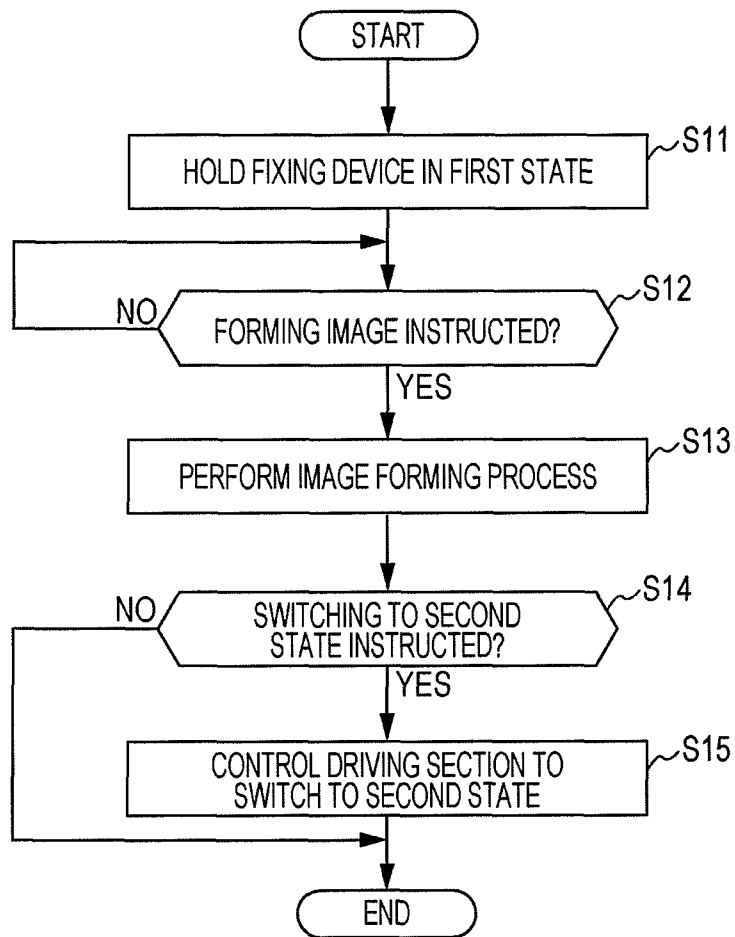 START
S11
HOLD FIXING DEVICE IN FIRST STATE
S12
NO
FORMING IMAGE INSTRUCTED?
YES
S13
PERFORM IMAGE FORMING PROCESS
S14
NO
SWITCHING TO SECOND
STATE INSTRUCTED?
YES
S15
CONTROL DRIVING SECTION TO
SWITCH TO SECOND STATE
END